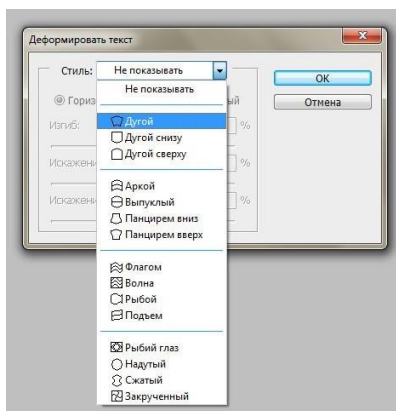 Деформировать текст
Стиль: Не показывать
ОК
Не показывать
Отмена
Дугой
Изгиб: %
Дугой снизу
Дугой сверху
%
Аркой
Выпуклый
%
Панцирем вниз
Панцирем вверх
Флагом
Волна
Рыбой
Подъем
Рыбий глаз
Надутый
Сжатый
Закрученный